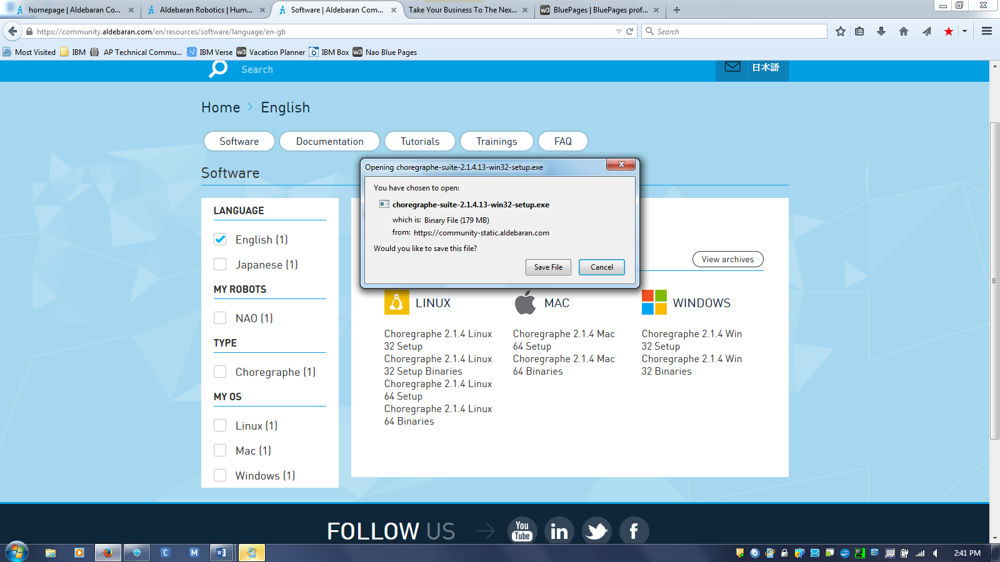 homepage | Aldebaran Co...
Aldebaran Robotics | Hum...
Software | Aldebaran Com...
Take Your Business To The Nex...
w3 BluePages | BluePages prof...
https://community.aldebaran.com/en/resources/software/language/en-gb
Search
Most Visited
IBM
AP Technical Commu...
IBM Verse
w3 Vacation Planner
b IBM Box
w3 Nao Blue Pages
Search
日本語
Home > English
Software
Documentation
Tutorials
Trainings
FAQ
Software
Opening choregraphe-suite-2.1.4.13-win32-setup.exe
You have chosen to open:
choregraphe-suite-2.1.4.13-win32-setup.exe
which is: Binary File (179 MB)
from: https://community-static.aldebaran.com
Would you like to save this file?
Save File
Cancel
LANGUAGE
English (1)
Japanese (1)
MY ROBOTS
NAO (1)
TYPE
Choregraphe (1)
MY OS
Linux (1)
Mac (1)
Windows (1)
View archives
LINUX
Choregraphe 2.1.4 Linux
32 Setup
Choregraphe 2.1.4 Linux
32 Setup Binaries
Choregraphe 2.1.4 Linux
64 Setup
Choregraphe 2.1.4 Linux
64 Binaries
MAC
Choregraphe 2.1.4 Mac
64 Setup
Choregraphe 2.1.4 Mac
64 Binaries
WINDOWS
Choregraphe 2.1.4 Win
32 Setup
Choregraphe 2.1.4 Win
32 Binaries
FOLLOW US
You
Tube
in
f
C
M
W
2:41 PM